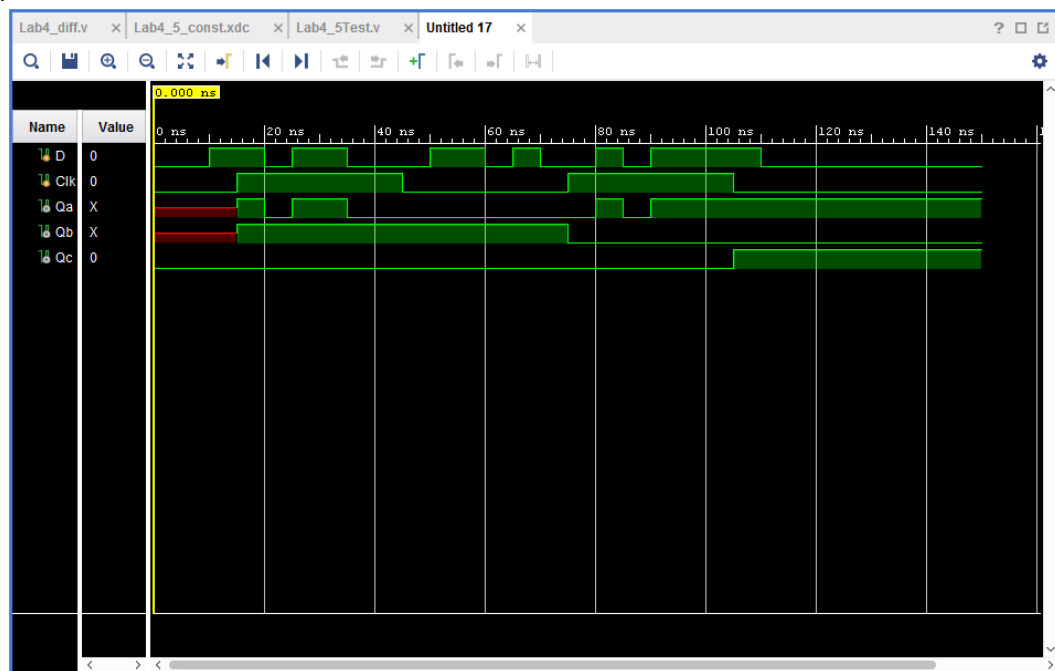 Lab4_diff.v × Lab4_5_const.xdc × Lab4_5Test.v × Untitled 17 × ?
0.000 ns
Name Value
0 ns 20 ns 40 ns 60 ns 80 ns 100 ns 120 ns 140 ns
D 0
Clk 0
Qa X
Qb X
Qc 0